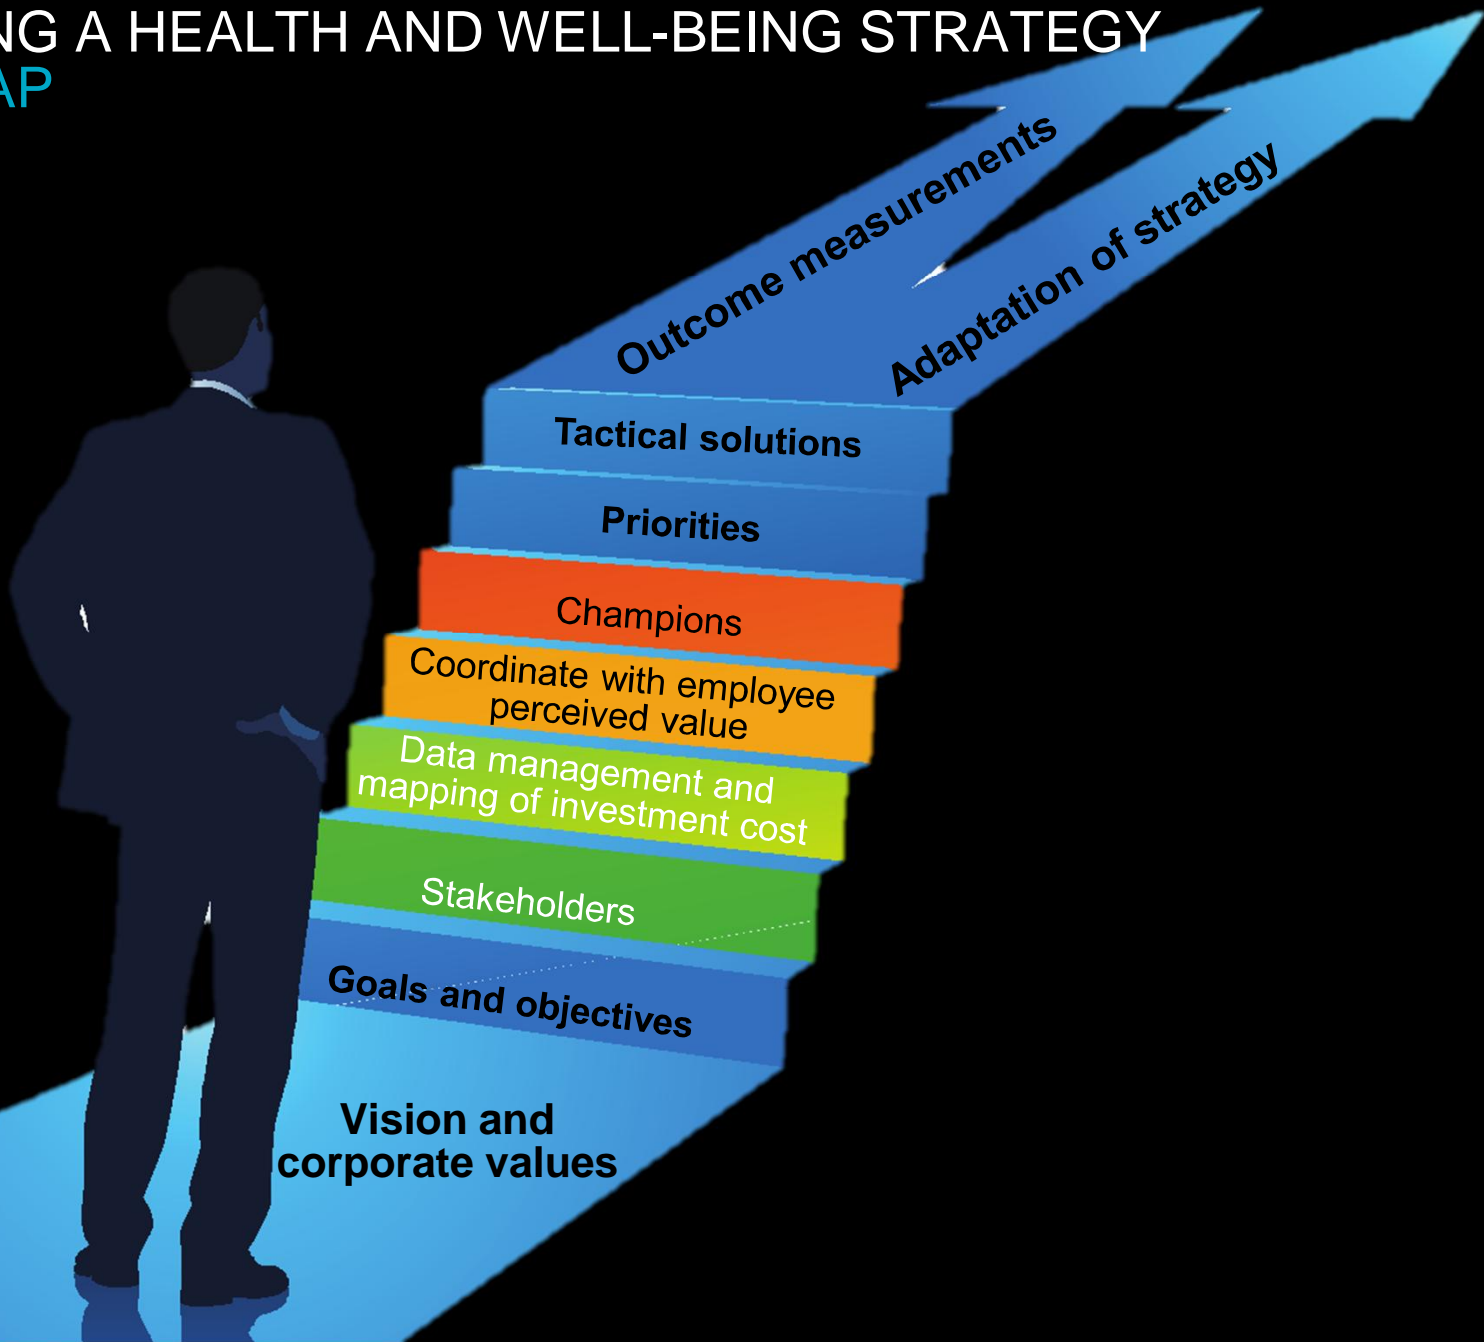 NG A HEALTH AND WELL-BEING STRATEGY
AP
Outcome measurements
Adaptation of strategy
Tactical solutions
Priorities
Champions
Coordinate with employee
perceived value
Data management and
mapping of investment cost
Stakeholders
Goals and objectives
Vision and
corporate values